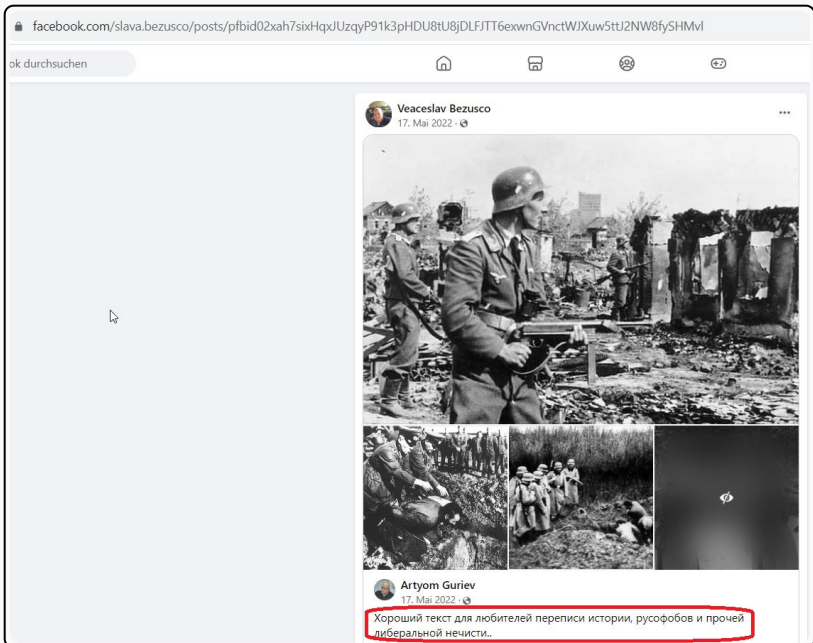 facebook.com/slava.bezusco/posts/pfbid02xah7sixHqxJUzqyP91k3pHDU8tU8jDLFJTT6exwnGVnctWJXuw5ttJ2NW8fySHMvl
ok durchsuchen
Veaceslav Bezusco
17. Mai 2022 ·
Artyom Guriev
17. Mai 2022 ·
Хороший текст для любителей переписи истории, русофобов и прочей
либеральной нечисти..